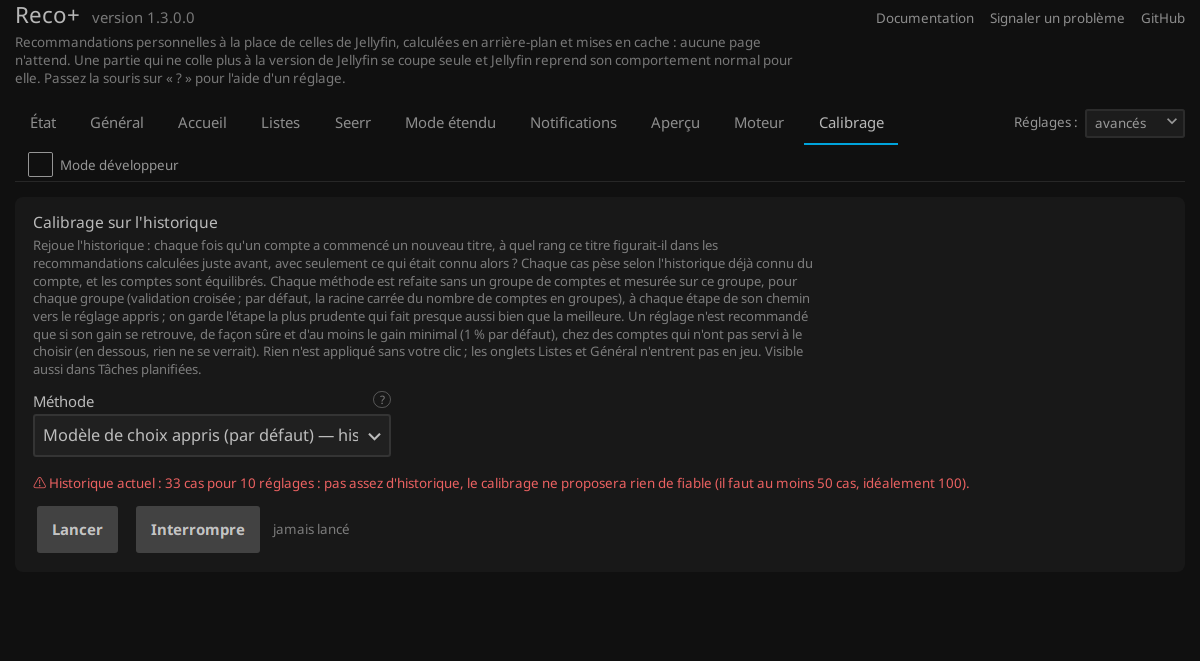 Reco+ version 1.3.0.0
Documentation Signaler un problème GitHub
Recommandations personnelles à la place de celles de Jellyfin, calculées en arrière-plan et mises en cache : aucune page
n'attend. Une partie qui ne colle plus à la version de Jellyfin se coupe seule et Jellyfin reprend son comportement normal pour
elle. Passez la souris sur « ? » pour l'aide d'un réglage.
État Général Accueil Listes Seerr Mode étendu Notifications Aperçu Moteur Calibrage Réglages : avancés
Mode développeur
Calibrage sur l'historique
Rejoue l'historique : chaque fois qu'un compte a commencé un nouveau titre, à quel rang ce titre figurait-il dans les
recommandations calculées juste avant, avec seulement ce qui était connu alors ? Chaque cas pèse selon l'historique déjà connu du
compte, et les comptes sont équilibrés. Chaque méthode est refaite sans un groupe de comptes et mesurée sur ce groupe, pour
chaque groupe (validation croisée ; par défaut, la racine carrée du nombre de comptes en groupes), à chaque étape de son chemin
vers le réglage appris ; on garde l'étape la plus prudente qui fait presque aussi bien que la meilleure. Un réglage n'est recommandé
que si son gain se retrouve, de façon sûre et d'au moins le gain minimal (1 % par défaut), chez des comptes qui n'ont pas servi à le
choisir (en dessous, rien ne se verrait). Rien n'est appliqué sans votre clic ; les onglets Listes et Général n'entrent pas en jeu. Visible
aussi dans Tâches planifiées.
Méthode ?
Modèle de choix appris (par défaut) — his
⚠ Historique actuel : 33 cas pour 10 réglages : pas assez d'historique, le calibrage ne proposera rien de fiable (il faut au moins 50 cas, idéalement 100).
Lancer Interrompre jamais lancé